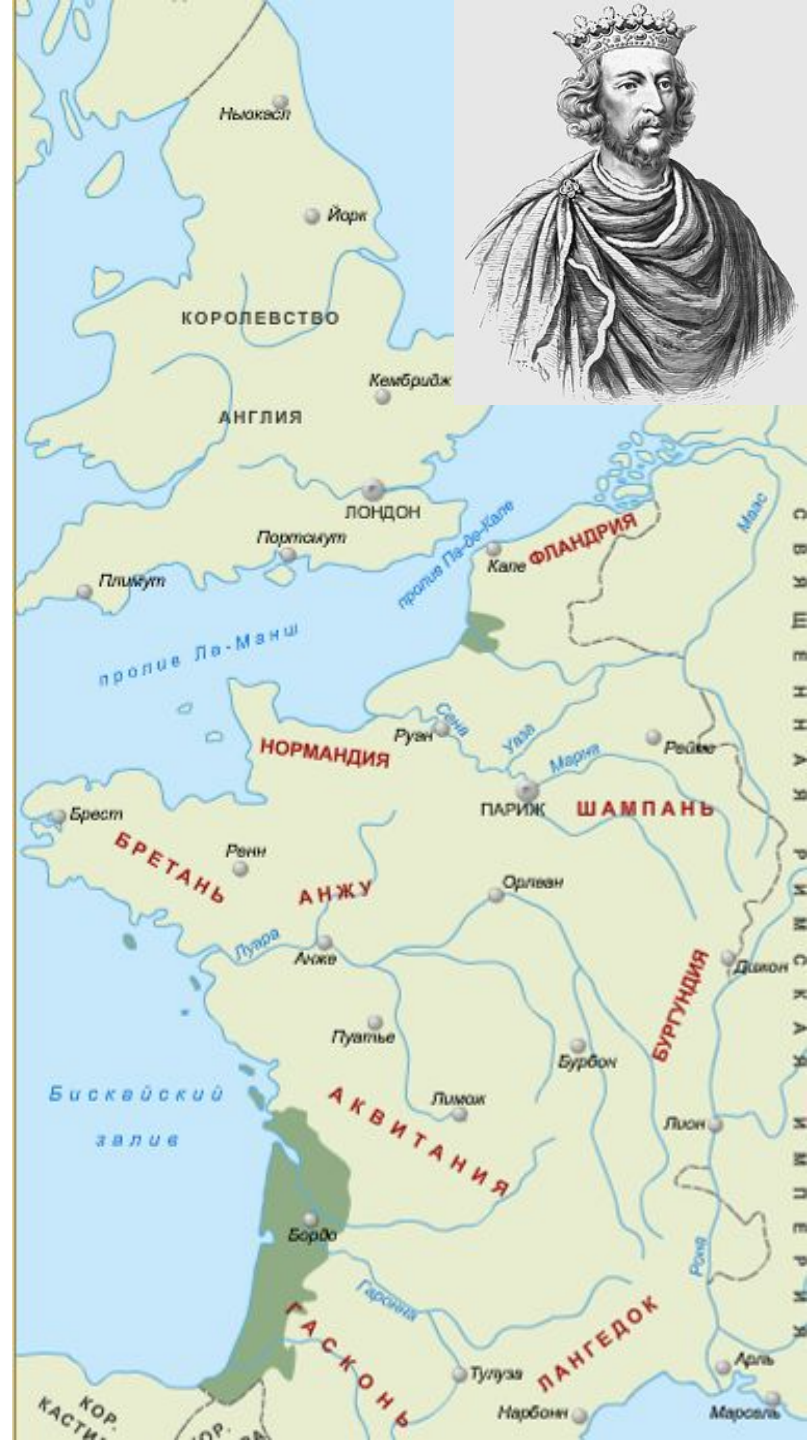 Ньюкасл
Йорк
КОРОЛЕВСТВО
Кембридж
АНГЛИЯ
ЛОНДОН
Портсмут
Плимут
пролив Па-де-Кале
Кале
ФЛАНДРИЯ
Маас
СВЯЩЕННАЯ РИМСКАЯ ИМПЕРИЯ
пролив Ла-Манш
Руан
Сена
Уаза
Марна
Реймс
НОРМАНДИЯ
ПАРИЖ
ШАМПАНЬ
Брест
БРЕТАНЬ
Ренн
АНЖУ
Орлеан
Луара
Анже
Дижон
БУРГУНДИЯ
Пуатье
Бурбон
Бискайский
залив
Лимож
АКВИТАНИЯ
Лион
Бордо
Рона
Гаронна
ГАСКОНЬ
ЛАНГЕДОК
Тулуза
Арль
Нарбонн
Марсель
КОР.
КАСТИ
КОР.